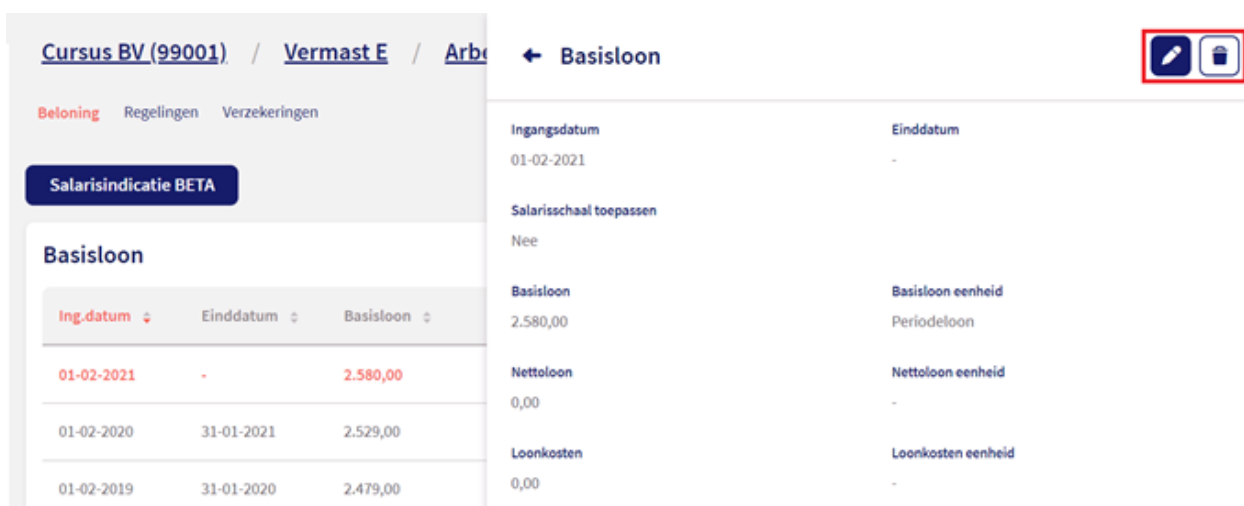 Cursus BV (99001) / Vermast E / Arbe
Beloning Regelingen Verzekeringen
Salarisindicatie BETA
Basisloon
Ing.datum Einddatum Basisloon
01-02-2021 - 2.580,00
01-02-2020 31-01-2021 2.529,00
01-02-2019 31-01-2020 2.479,00
Basisloon
Ingangsdatum Einddatum
01-02-2021 -
Salarisschaal toepassen
Nee
Basisloon Basisloon eenheid
2.580,00 Periodeloon
Nettoloon Nettoloon eenheid
0,00 -
Loonkosten Loonkosten eenheid
0,00 -